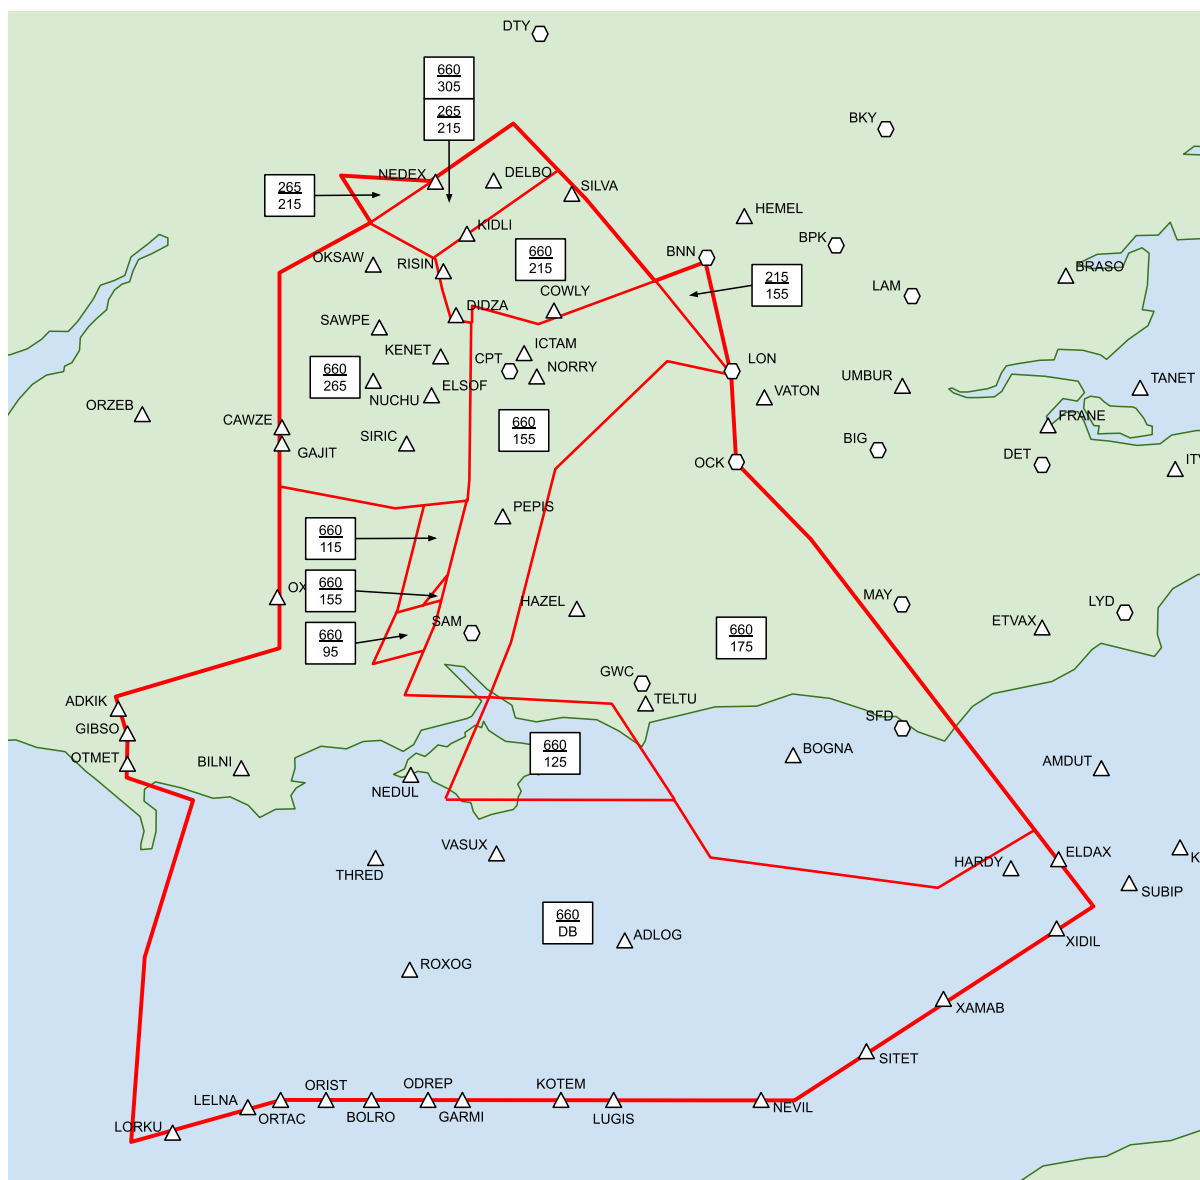 DTY
660
305
265
215
BKY
NEDEX
DELBO
SILVA
265
215
HEMEL
KIDLI
BPK
OKSAW
RISIN
660
215
BNN
BRASO
215
155
LAM
COWLY
DIDZA
SAWPE
KENET
ICTAM
CPT
NORRY
LON
660
265
NUCHU
ELSOF
UMBUR
TANET
VATON
ORZEB
CAWZE
GAJIT
SIRIC
660
155
FRANE
BIG
DET
OCK
ITV
PEPIS
660
115
OX
660
155
HAZEL
MAY
LYD
ETVAX
SAM
660
95
660
175
GWC
TELTU
ADKIK
GIBSO
SFD
OTMET
BILNI
660
125
BOGNA
AMDUT
NEDUL
VASUX
THRED
HARDY
ELDAX
K
SUBIP
660
DB
ADLOG
XIDIL
ROXOG
XAMAB
SITET
ORIST
ODREP
KOTEM
LELNA
ORTAC
BOLRO
GARMI
LUGIS
NEVIL
LORKU